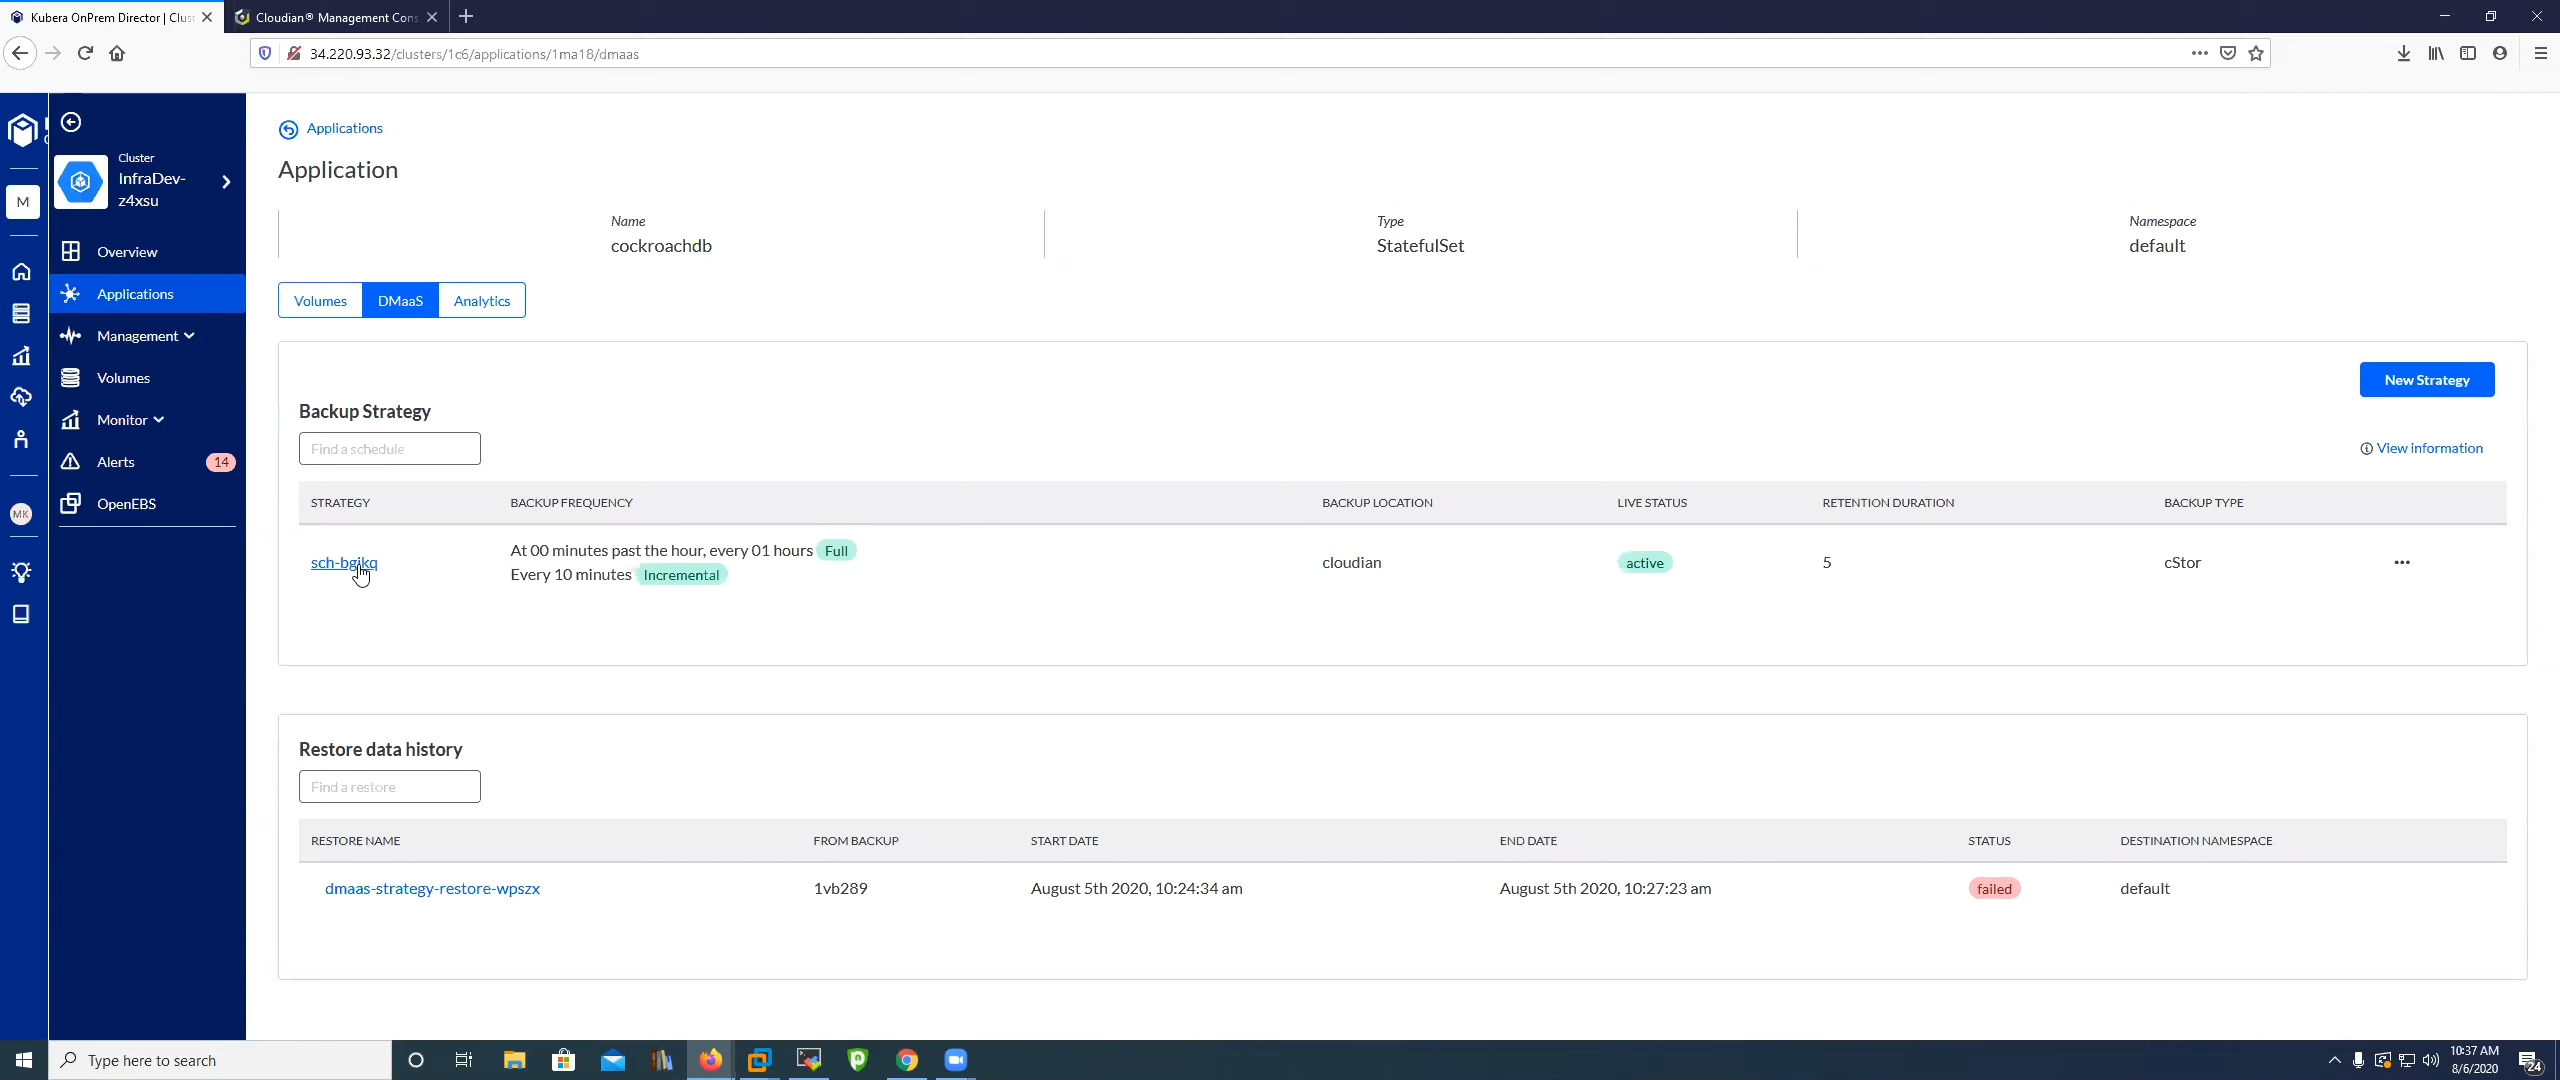 Kubera OnPrem Director | Clus
Cloudian® Management Cons
34.220.93.32/clusters/1c6/applications/1ma18/dmaas
Cluster
InfraDev-
z4xsu
M
Overview
Applications
Management
Volumes
Monitor
Alerts 14
OpenEBS
MK
Applications
Application
Name
cockroachdb
Type
StatefulSet
Namespace
default
Volumes DMaaS Analytics
New Strategy
Backup Strategy
Find a schedule
View information
STRATEGY BACKUP FREQUENCY BACKUP LOCATION LIVE STATUS RETENTION DURATION BACKUP TYPE
sch-bgikq
At 00 minutes past the hour, every 01 hours Full
Every 10 minutes Incremental
cloudian active 5 cStor
Restore data history
Find a restore
RESTORE NAME FROM BACKUP START DATE END DATE STATUS DESTINATION NAMESPACE
dmaas-strategy-restore-wpszx 1vb289 August 5th 2020, 10:24:34 am August 5th 2020, 10:27:23 am failed default
Type here to search
10:37 AM
8/6/2020
24